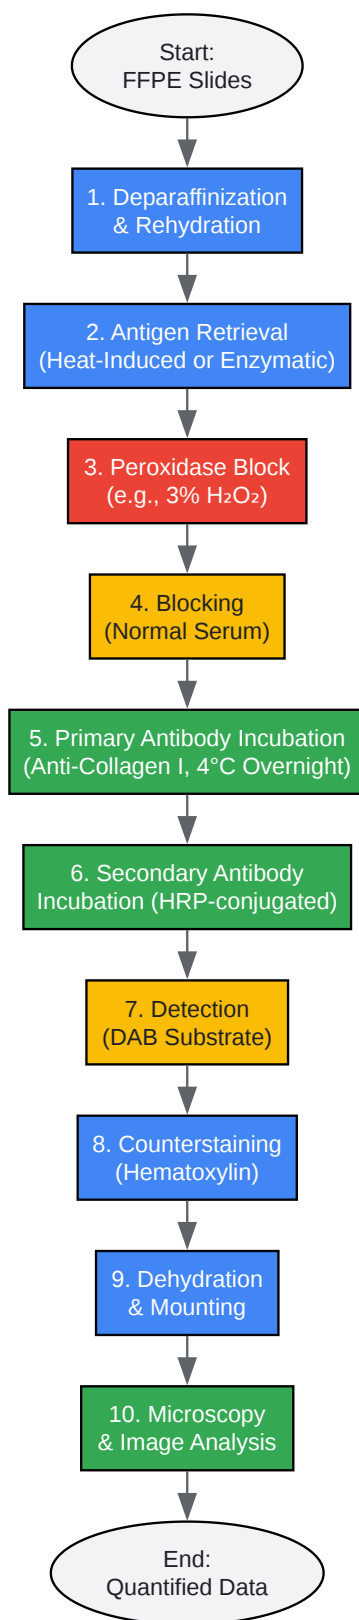 Start:
FFPE Slides
1. Deparaffinization
& Rehydration
2. Antigen Retrieval
(Heat-Induced or Enzymatic)
3. Peroxidase Block
(e.g., 3% H₂O₂)
4. Blocking
(Normal Serum)
5. Primary Antibody Incubation
(Anti-Collagen I, 4°C Overnight)
6. Secondary Antibody
Incubation (HRP-conjugated)
7. Detection
(DAB Substrate)
8. Counterstaining
(Hematoxylin)
9. Dehydration
& Mounting
10. Microscopy
& Image Analysis
End:
Quantified Data